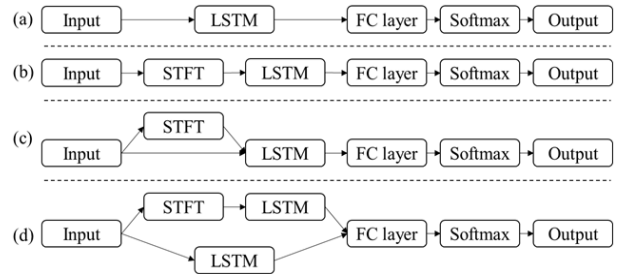 (a) Input LSTM FC layer Softmax Output
(b) Input STFT LSTM FC layer Softmax Output
STFT
(c) Input LSTM FC layer Softmax Output
STFT LSTM
(d) Input FC layer Softmax Output
LSTM